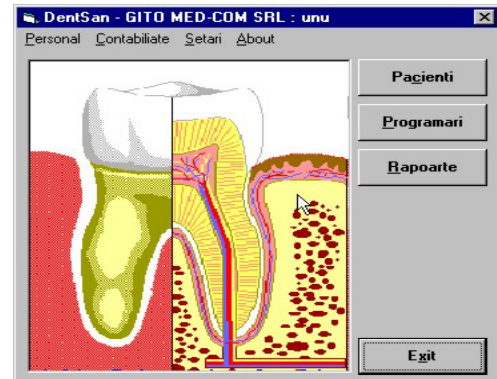 DentSan - GITO MED-COM SRL : unu
Personal Contabiliate Setari About
Pacienti
Programari
Rapoarte
Exit